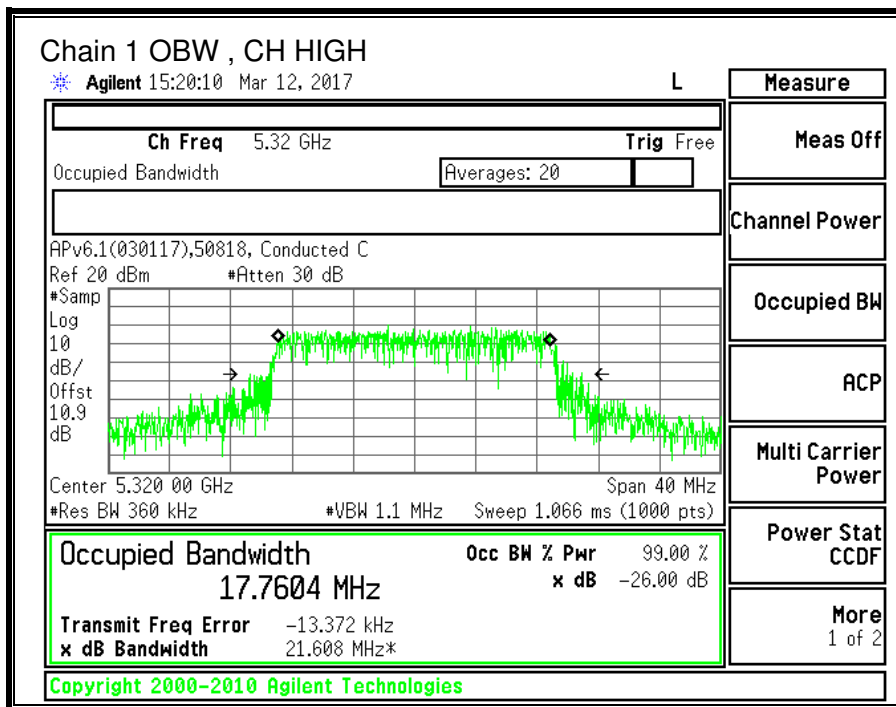 Chain 1 OBW , CH HIGH
Agilent 15:20:10 Mar 12, 2017 L
Measure
Ch Freq 5.32 GHz Trig Free
Meas Off
Occupied Bandwidth Averages: 20
Channel Power
APv6.1(030117),50818, Conducted C
Ref 20 dBm #Atten 30 dB
#Samp
Log
10
dB/
Offst
10.9
dB
Occupied BW
ACP
Multi Carrier
Power
Center 5.320 00 GHz Span 40 MHz
#Res BW 360 kHz #VBW 1.1 MHz Sweep 1.066 ms (1000 pts)
Power Stat
CCDF
Occupied Bandwidth Occ BW % Pwr 99.00 %
17.7604 MHz x dB -26.00 dB
Transmit Freq Error -13.372 kHz
x dB Bandwidth 21.608 MHz*
More
1 of 2
Copyright 2000-2010 Agilent Technologies